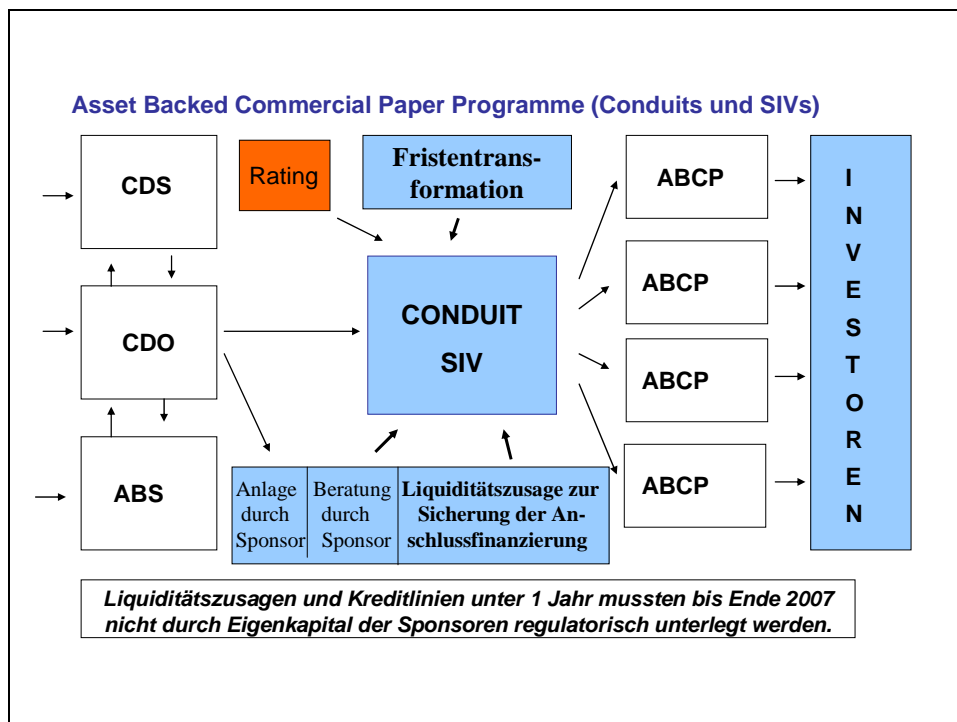 Asset Backed Commercial Paper Programme (Conduits und SIVs)
CDS
Rating
Fristentrans-
formation
ABCP
CDO
CONDUIT
SIV
ABCP
ABCP
ABS
Anlage
durch
Sponsor
Beratung
durch
Sponsor
Liquiditätszusage zur
Sicherung der An-
schlussfinanzierung
ABCP
I
N
V
E
S
T
O
R
E
N
Liquiditätszusagen und Kreditlinien unter 1 Jahr mussten bis Ende 2007
nicht durch Eigenkapital der Sponsoren regulatorisch unterlegt werden.